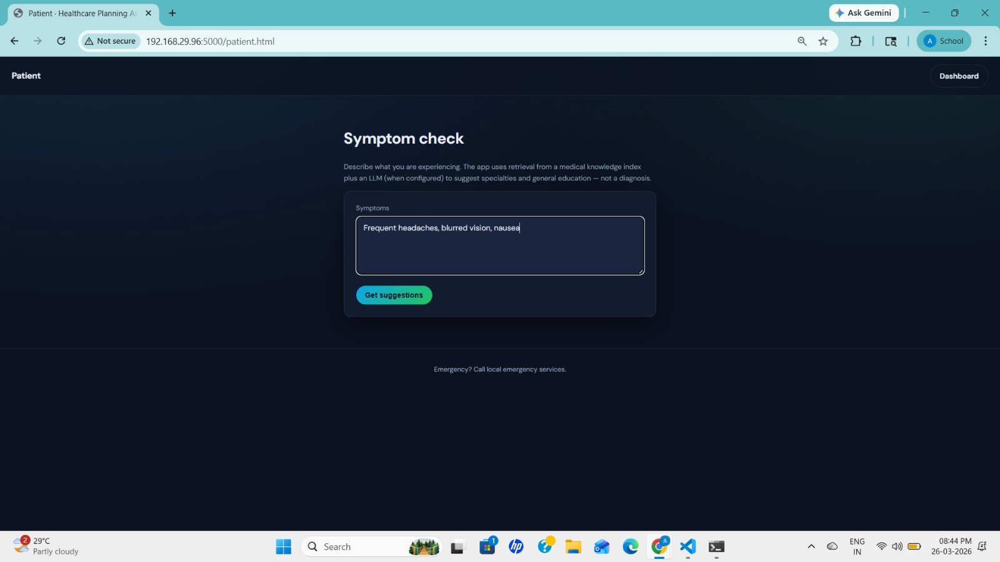 Patient · Healthcare Planning As
Ask Gemini
Not secure
192.168.29.96:5000/patient.html
A
School
Patient
Dashboard
Symptom check
Describe what you are experiencing. The app uses retrieval from a medical knowledge index
plus an LLM (when configured) to suggest specialties and general education — not a diagnosis.
Symptoms
Frequent headaches, blurred vision, nausea
Get suggestions
Emergency? Call local emergency services.
2
29°C
Partly cloudy
Search
1
hp
A
ENG
IN
08:44 PM
26-03-2026